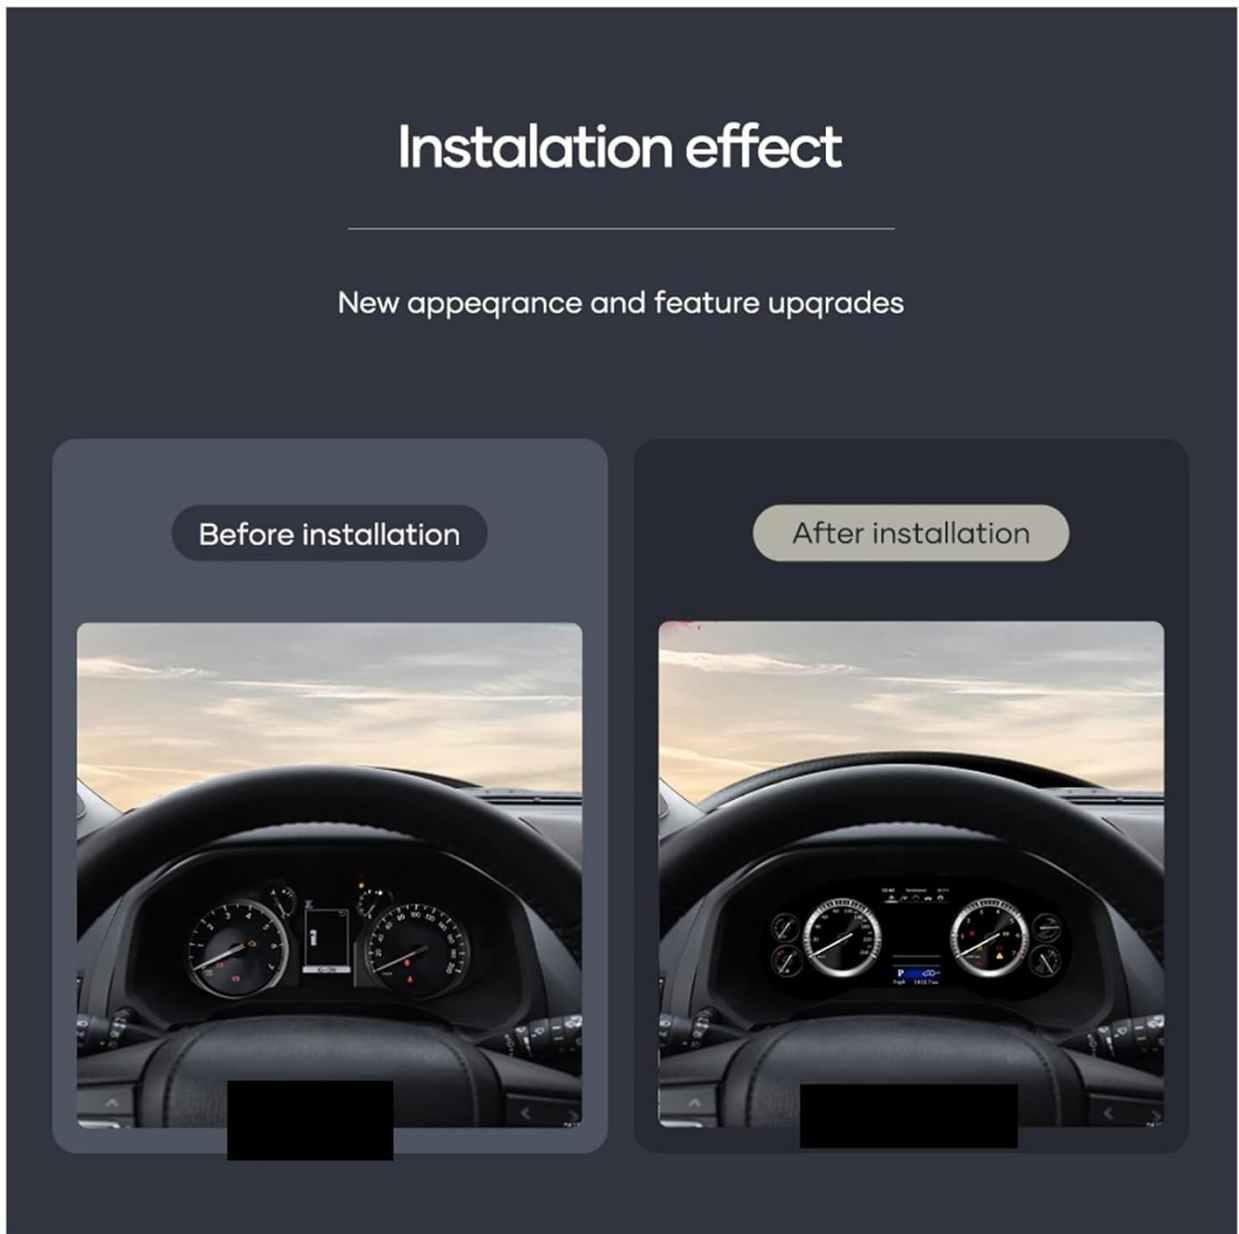 Instalation effect
New appeqrance and feature upqrades
Before installation
After installation